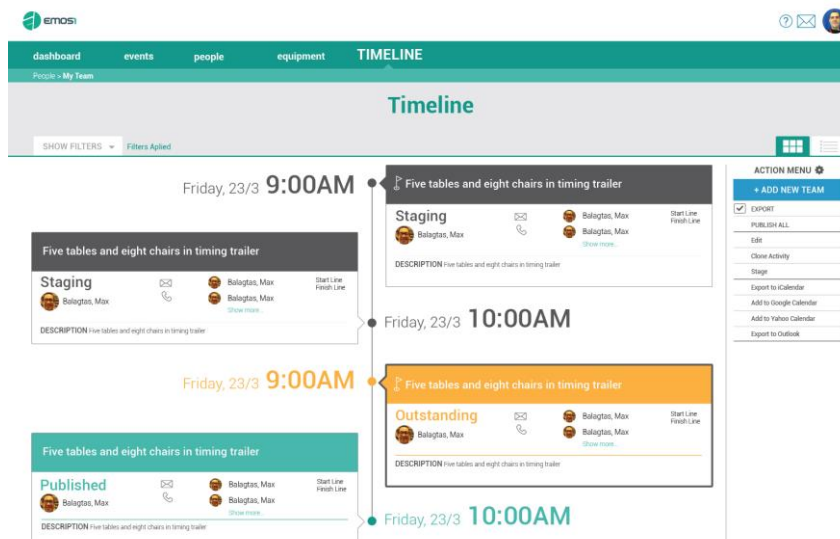 EMOS1
dashboard events people equipment TIMELINE
People > My Team
Timeline
SHOW FILTERS Filters Aplied
ACTION MENU
+ ADD NEW TEAM
EXPORT
PUBLISH ALL
Edit
Clone Activity
Stage
Export to iCalendar
Add to Google Calendar
Add to Yahoo Calendar
Export to Outlook
Friday, 23/3 9:00AM
Five tables and eight chairs in timing trailer
Staging
Balagtas, Max
Balagtas, Max
Balagtas, Max
Show more...
Start Line
Finish Line
DESCRIPTION Five tables and eight chairs in timing trailer
Five tables and eight chairs in timing trailer
Staging
Balagtas, Max
Balagtas, Max
Balagtas, Max
Show more...
Start Line
Finish Line
DESCRIPTION Five tables and eight chairs in timing trailer
Friday, 23/3 10:00AM
Friday, 23/3 9:00AM
Five tables and eight chairs in timing trailer
Outstanding
Balagtas, Max
Balagtas, Max
Balagtas, Max
Show more...
Start Line
Finish Line
DESCRIPTION Five tables and eight chairs in timing trailer
Five tables and eight chairs in timing trailer
Published
Balagtas, Max
Balagtas, Max
Balagtas, Max
Show more...
Start Line
Finish Line
DESCRIPTION Five tables and eight chairs in timing trailer
Friday, 23/3 10:00AM